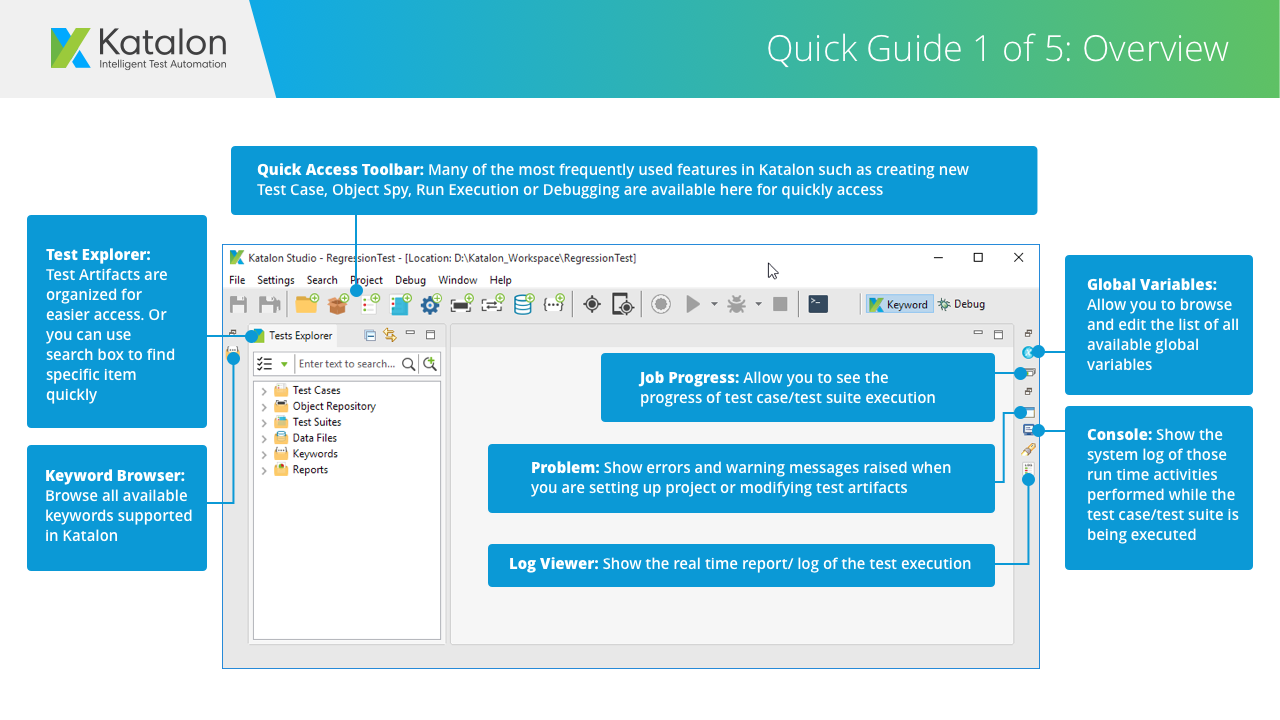 Katalon
Intelligent Test Automation
Quick Guide 1 of 5: Overview
Quick Access Toolbar: Many of the most frequently used features in Katalon such as creating new
Test Case, Object Spy, Run Execution or Debugging are available here for quickly access
Test Explorer:
Test Artifacts are
organized for
easier access. Or
you can use
search box to find
specific item
quickly
Keyword Browser:
Browse all available
keywords supported
in Katalon
Katalon Studio - RegressionTest - [Location: D:\Katalon_Workspace\RegressionTest]
File Settings Search Project Debug Window Help
Keyword Debug
Tests Explorer
Enter text to search...
Test Cases
Object Repository
Test Suites
Data Files
Keywords
Reports
Job Progress: Allow you to see the
progress of test case/test suite execution
Problem: Show errors and warning messages raised when
you are setting up project or modifying test artifacts
Log Viewer: Show the real time report/ log of the test execution
Global Variables:
Allow you to browse
and edit the list of all
available global
variables
Console: Show the
system log of those
run time activities
performed while the
test case/test suite is
being executed